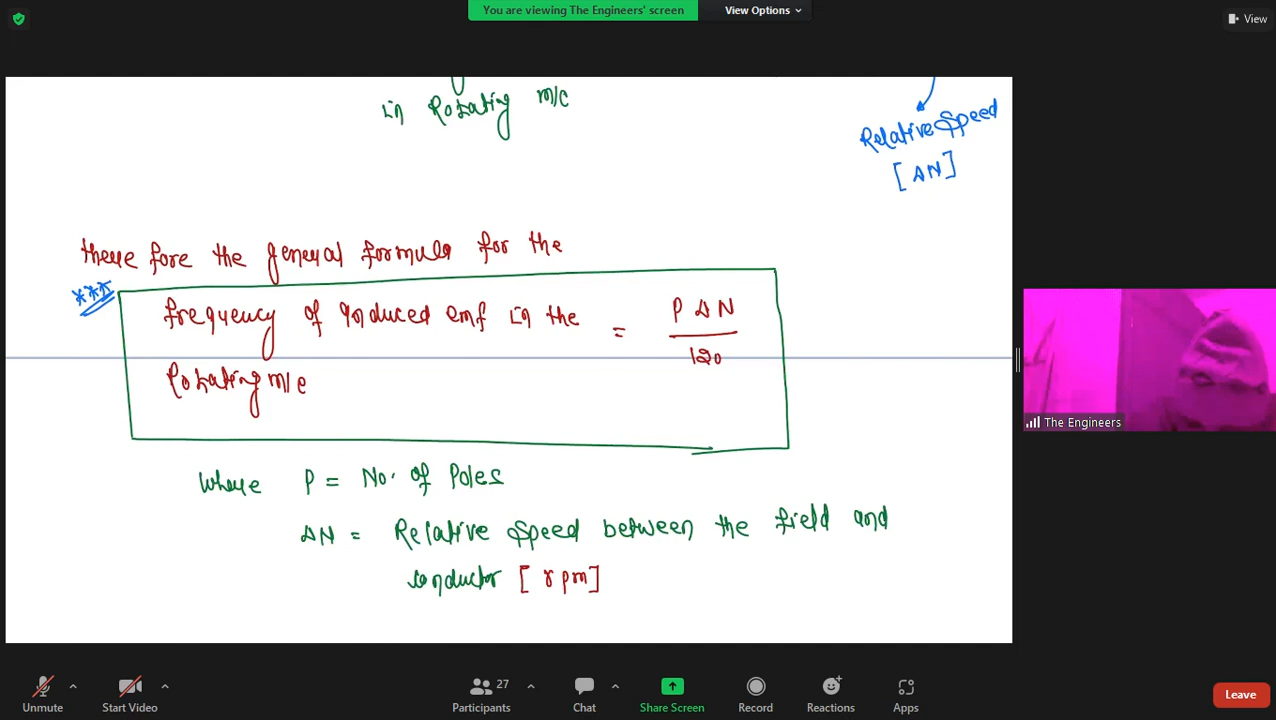 You are viewing The Engineers' screen
View Options
View
in Rotating m/c
Relative Speed
[ΔN]
there fore the general formula for the
***
frequency of induced emf in the = P ΔN / 120
Rotating m/c
where P = No. of Poles
ΔN = Relative Speed between the field and
conductor [rpm]
The Engineers
27
Unmute
Start Video
Participants
Chat
Share Screen
Record
Reactions
Apps
Leave